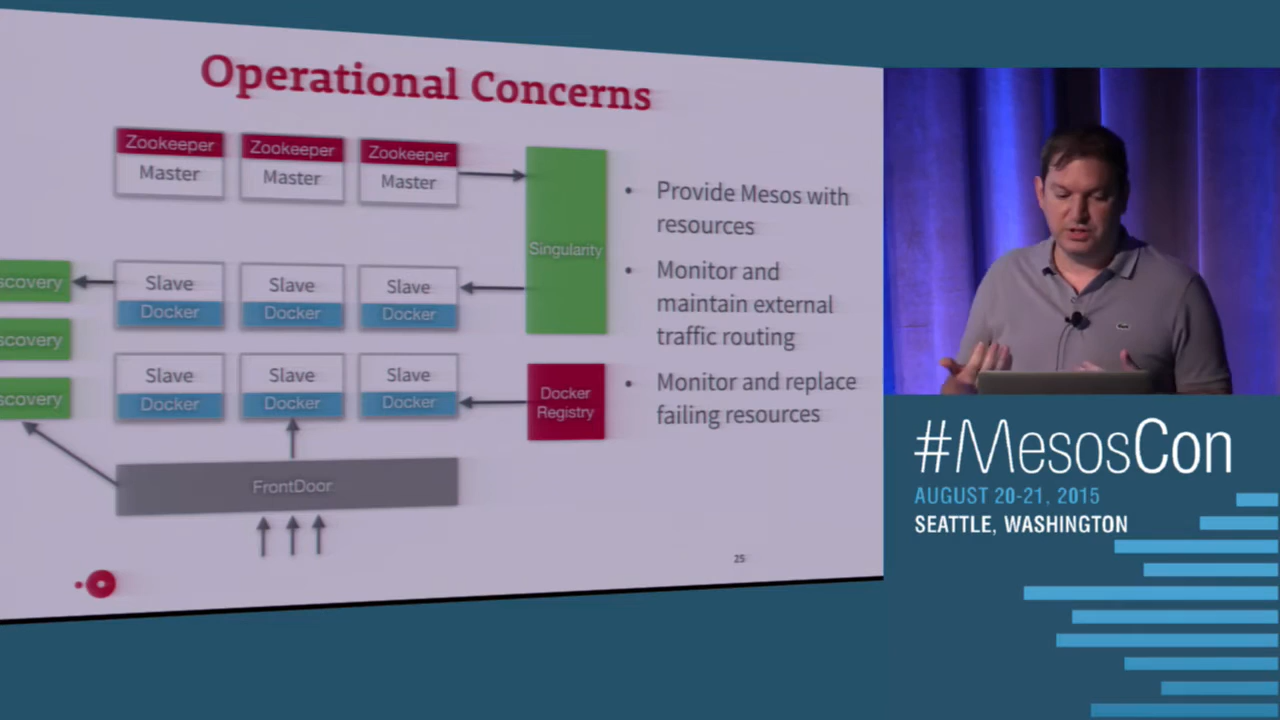 Operational Concerns
Zookeeper
Master
Zookeeper
Master
Zookeeper
Master
Singularity
Slave
Docker
Slave
Docker
Slave
Docker
scovery
scovery
scovery
Slave
Docker
Slave
Docker
Slave
Docker
Docker
Registry
FrontDoor
• Provide Mesos with
resources
• Monitor and
maintain external
traffic routing
• Monitor and replace
failing resources
25
#MesosCon
AUGUST 20-21, 2015
SEATTLE, WASHINGTON